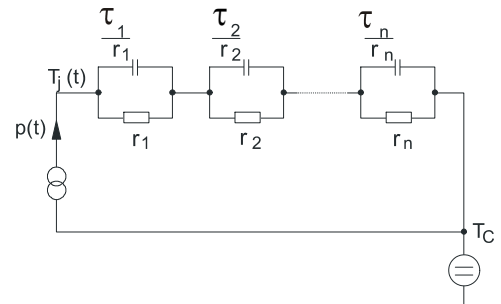 τ1 τ2 τn
r1 r2 rn
Tj(t)
p(t)
r1 r2 rn
TC